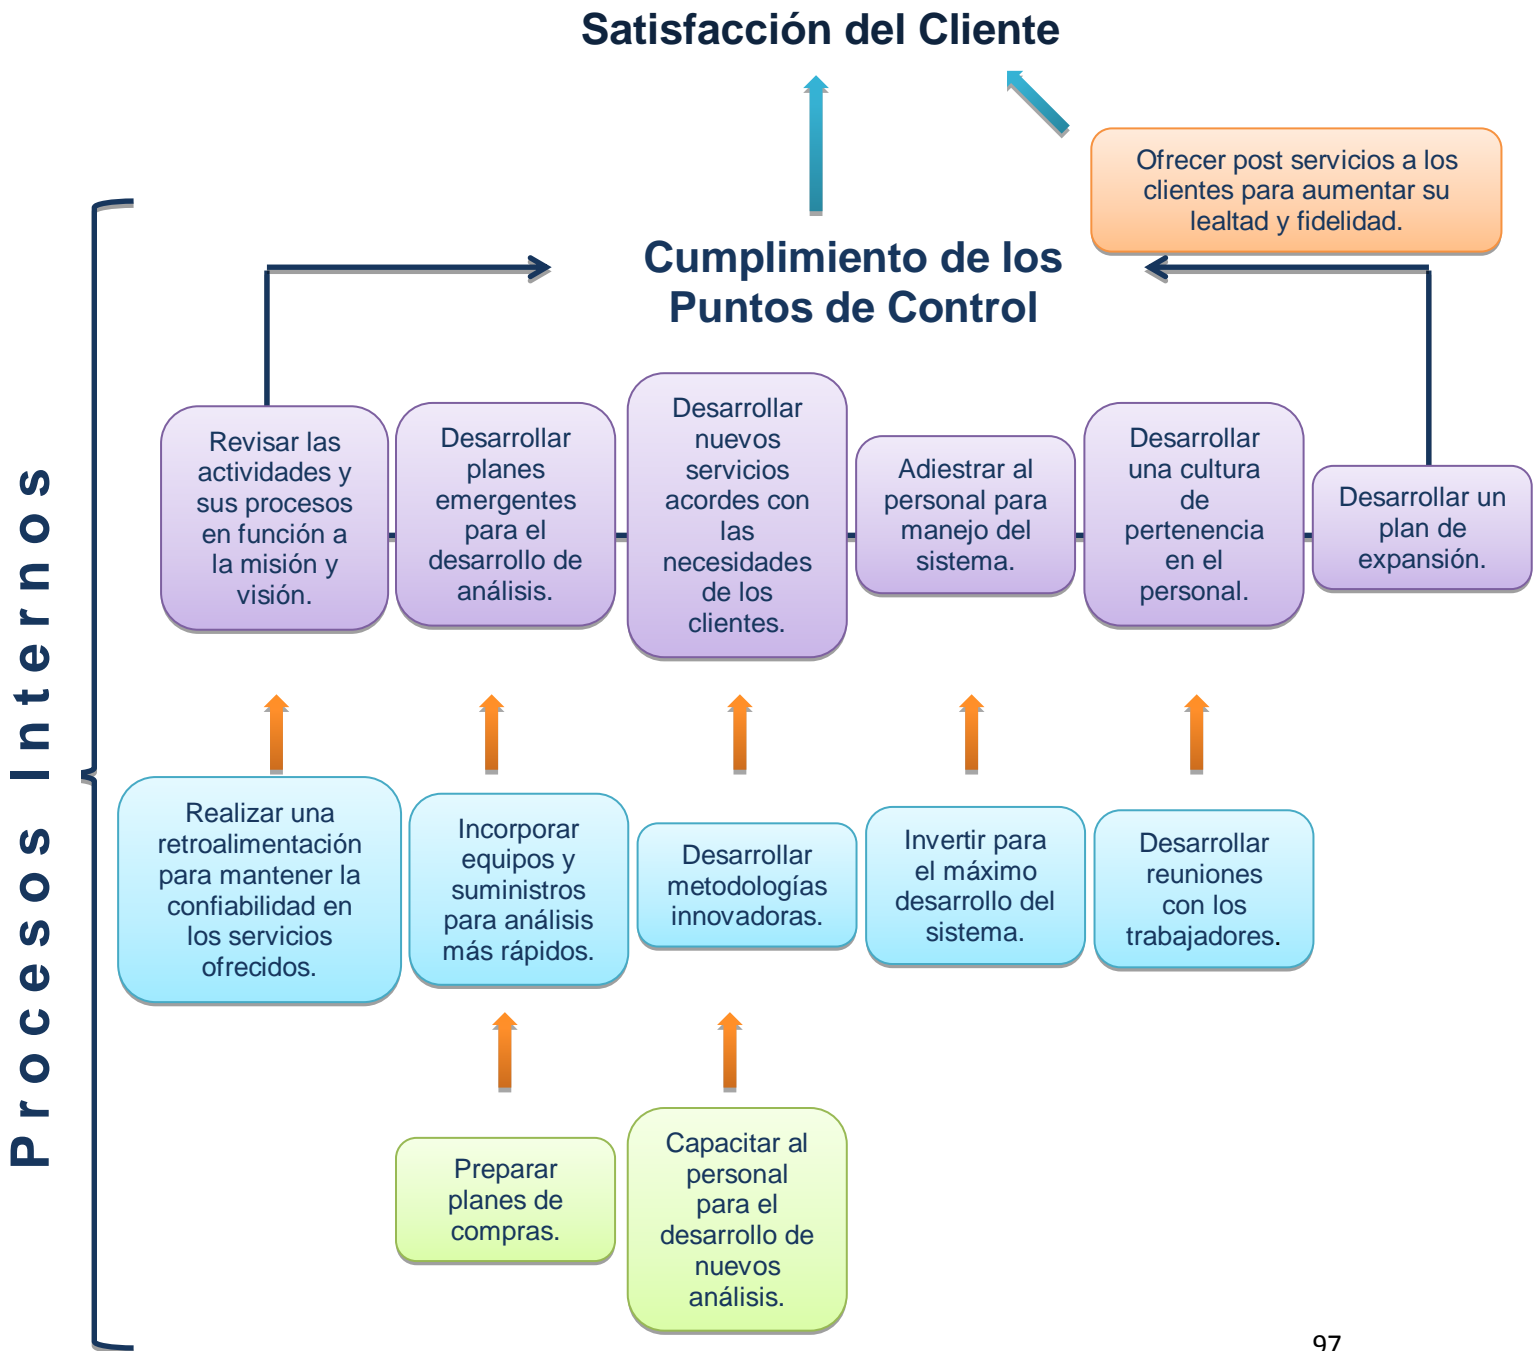 Satisfacción del Cliente
Ofrecer post servicios a los
clientes para aumentar su
lealtad y fidelidad.
Cumplimiento de los
Puntos de Control
Procesos Internos
Revisar las
actividades y
sus procesos
en función a
la misión y
visión.
Desarrollar
planes
emergentes
para el
desarrollo de
análisis.
Desarrollar
nuevos
servicios
acordes con
las
necesidades
de los
clientes.
Adiestrar al
personal para
manejo del
sistema.
Desarrollar
una cultura
de
pertenencia
en el
personal.
Desarrollar un
plan de
expansión.
Realizar una
retroalimentación
para mantener la
confiabilidad en
los servicios
ofrecidos.
Incorporar
equipos y
suministros
para análisis
más rápidos.
Desarrollar
metodologías
innovadoras.
Invertir para
el máximo
desarrollo del
sistema.
Desarrollar
reuniones
con los
trabajadores.
Preparar
planes de
compras.
Capacitar al
personal
para el
desarrollo de
nuevos
análisis.
97